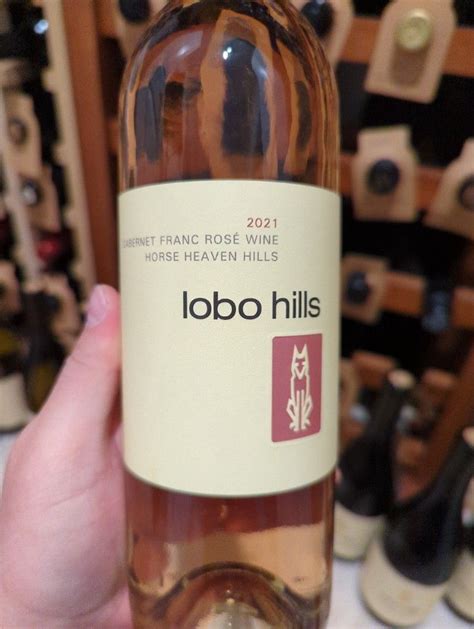 2021
CABERNET FRANC ROSÉ WINE
HORSE HEAVEN HILLS
lobo hills